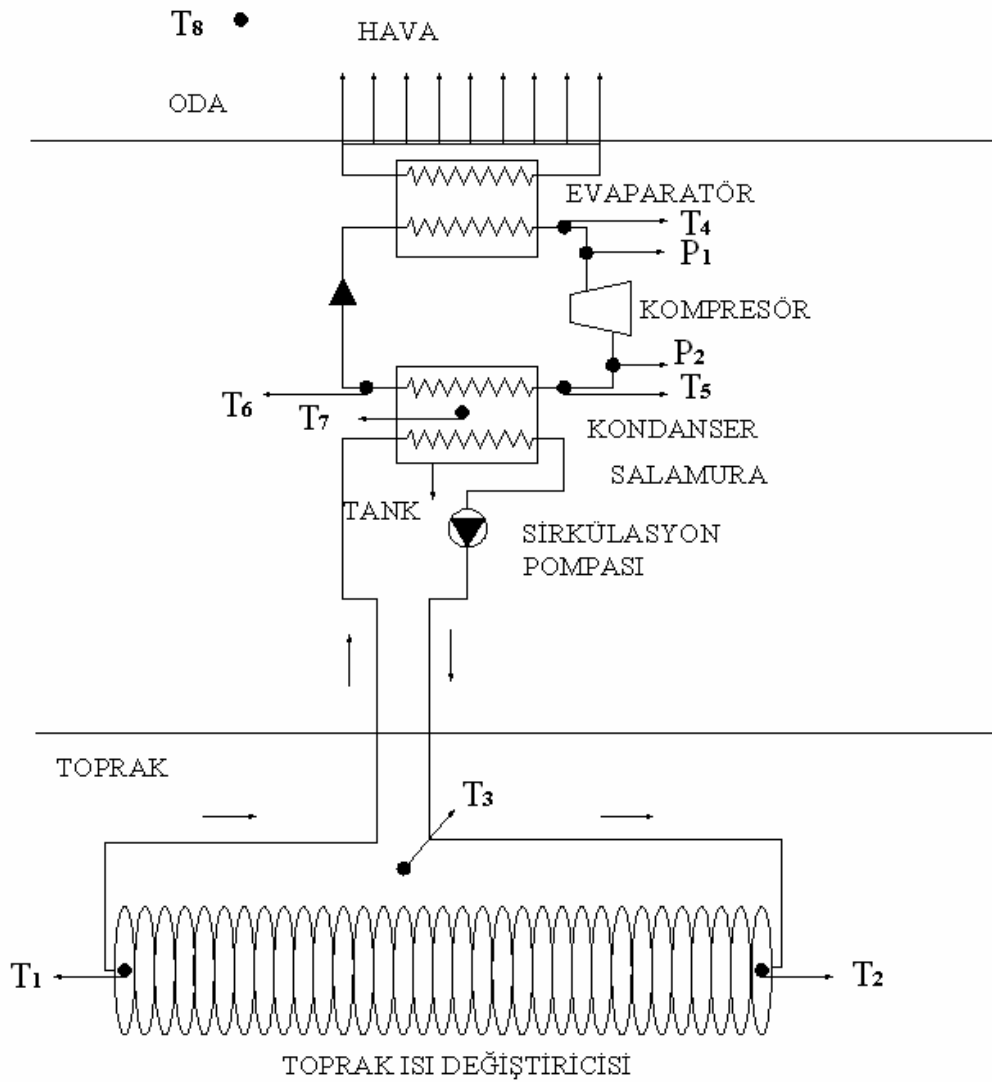 T8
HAVA
ODA
EVAPARATÖR
T4
P1
KOMPRESÖR
P2
T6
T7
T5
KONDANSER
SALAMURA
TANK
SİRKÜLASYON
POMPASI
TOPRAK
T3
T1
T2
TOPRAK ISI DEĞİŞTİRİCİSİ